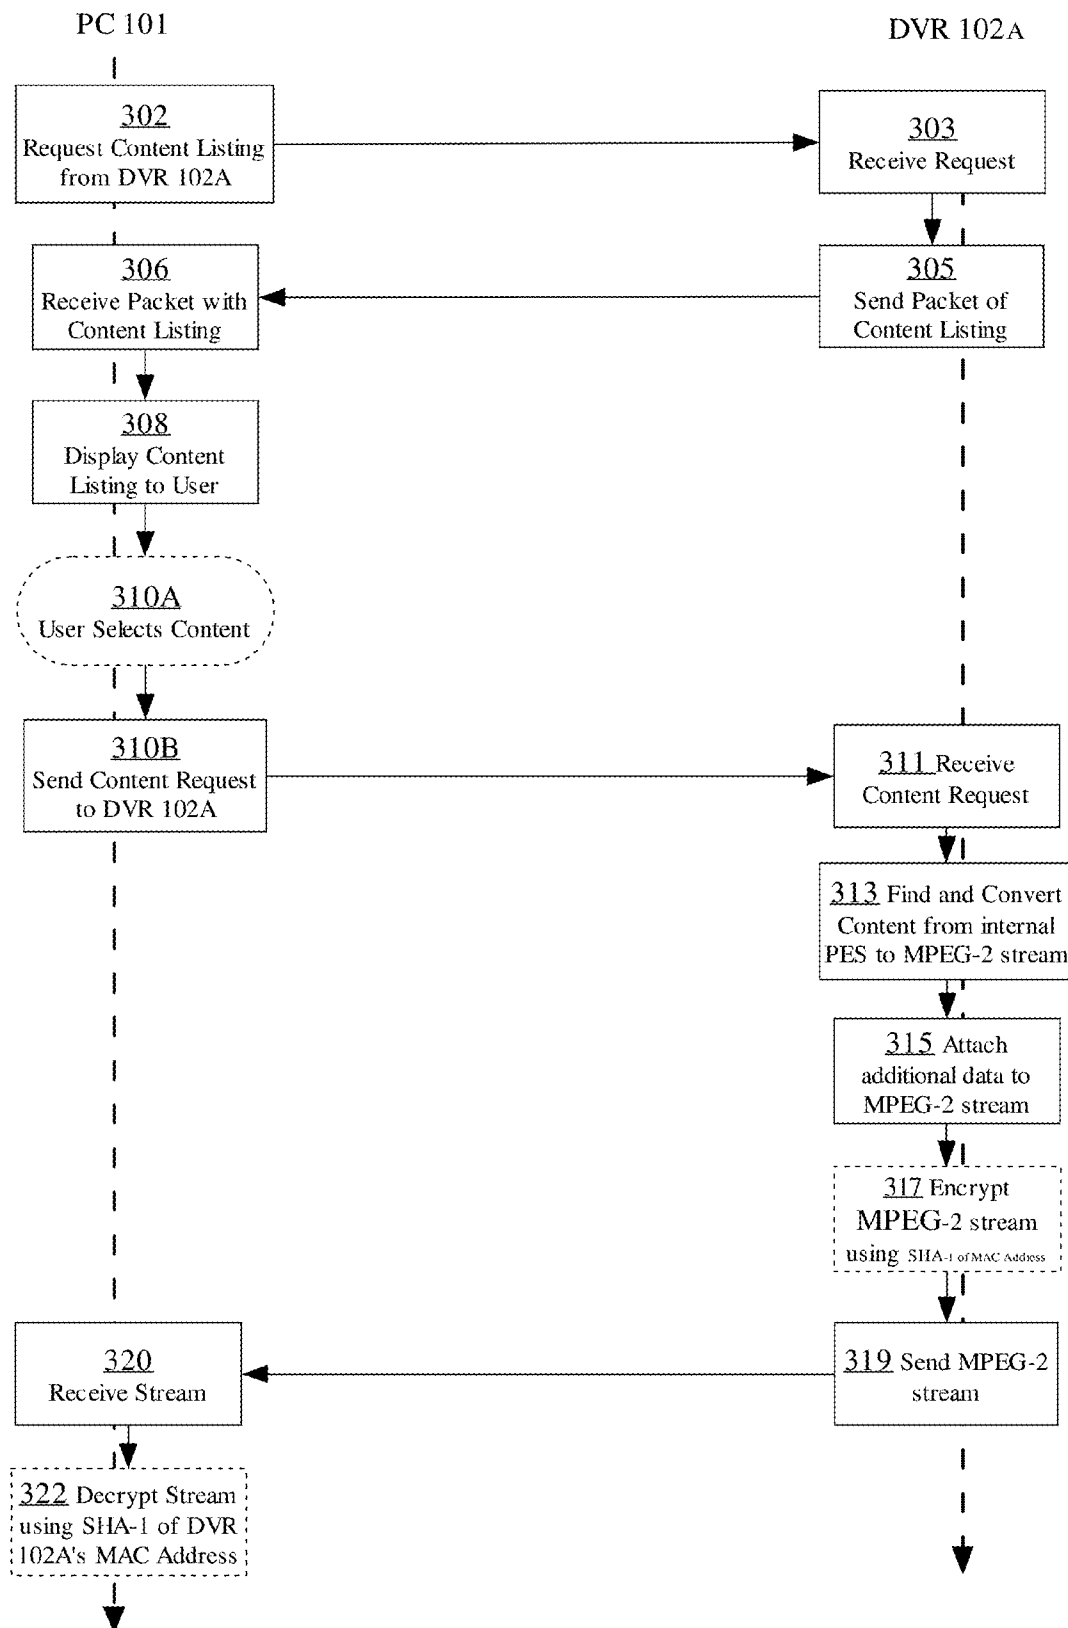 PC 101
DVR 102A
302
Request Content Listing
from DVR 102A
303
Receive Request
306
Receive Packet with
Content Listing
305
Send Packet of
Content Listing
308
Display Content
Listing to User
310A
User Selects Content
310B
Send Content Request
to DVR 102A
311 Receive
Content Request
313 Find and Convert
Content from internal
PES to MPEG-2 stream
315 Attach
additional data to
MPEG-2 stream
317 Encrypt
MPEG-2 stream
using SHA-1 of MAC Address
320
Receive Stream
319 Send MPEG-2
stream
322 Decrypt Stream
using SHA-1 of DVR
102A's MAC Address